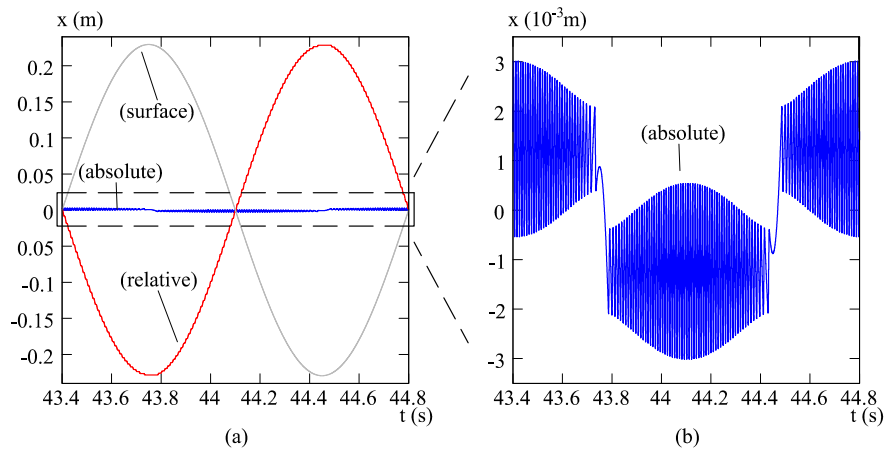 x (m)
0.2
0.15
0.1
0.05
0
0.05
-0.1
-0.15
-0.2
(surface)
(absolute)
(relative)
43.4 43.6 43.8 44 44.2 44.4 44.6 44.8
t (s)
(a)
x (10⁻³m)
3
2
1
0
-1
-2
-3
(absolute)
43.4 43.6 43.8 44 44.2 44.4 44.6 44.8
t (s)
(b)